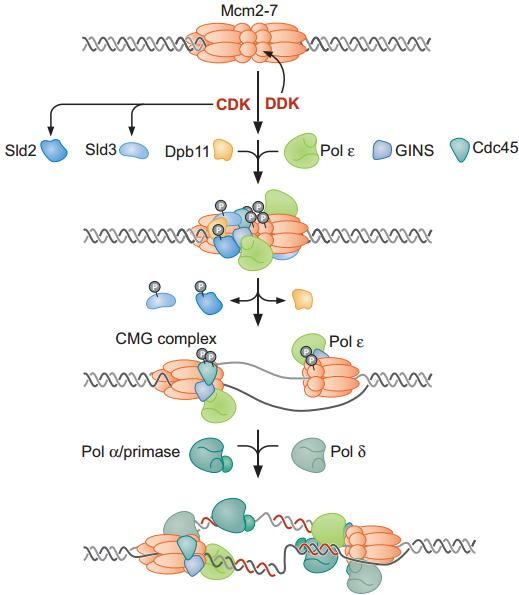 Mcm2-7
CDK DDK
Sld2 Sld3 Dpb11 Pol ε GINS Cdc45
P P P P P
P P
CMG complex Pol ε
P P P P
Pol α/primase Pol δ